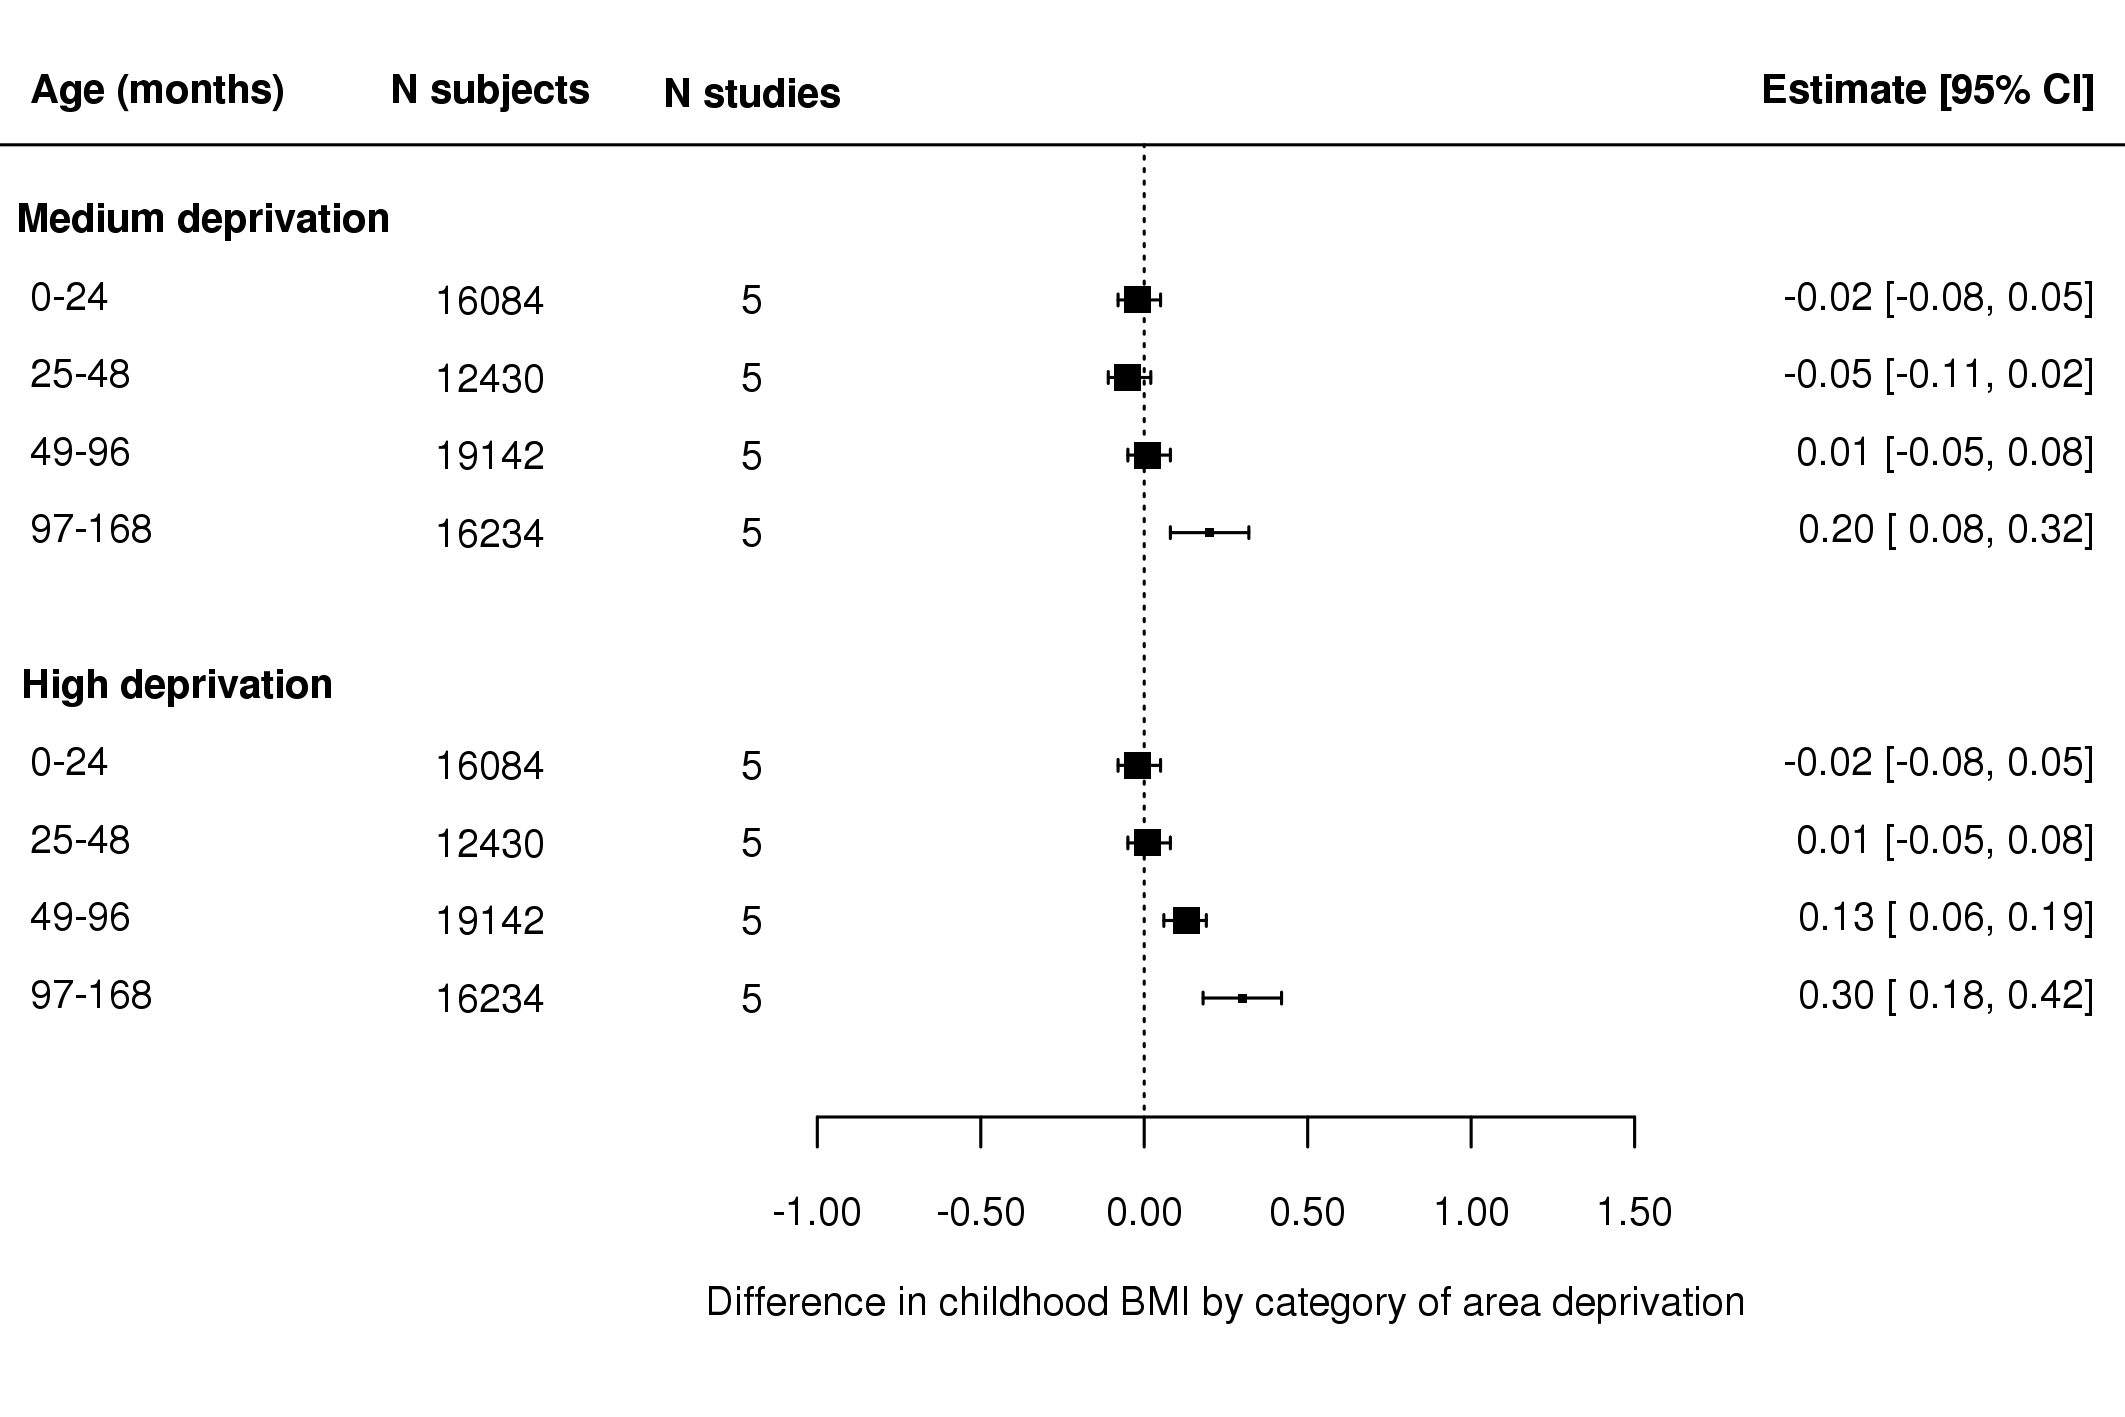 Age (months) N subjects N studies Estimate [95% CI]
Medium deprivation
0-24 16084 5 -0.02 [-0.08, 0.05]
25-48 12430 5 -0.05 [-0.11, 0.02]
49-96 19142 5 0.01 [-0.05, 0.08]
97-168 16234 5 0.20 [ 0.08, 0.32]
High deprivation
0-24 16084 5 -0.02 [-0.08, 0.05]
25-48 12430 5 0.01 [-0.05, 0.08]
49-96 19142 5 0.13 [ 0.06, 0.19]
97-168 16234 5 0.30 [ 0.18, 0.42]
-1.00 -0.50 0.00 0.50 1.00 1.50
Difference in childhood BMI by category of area deprivation